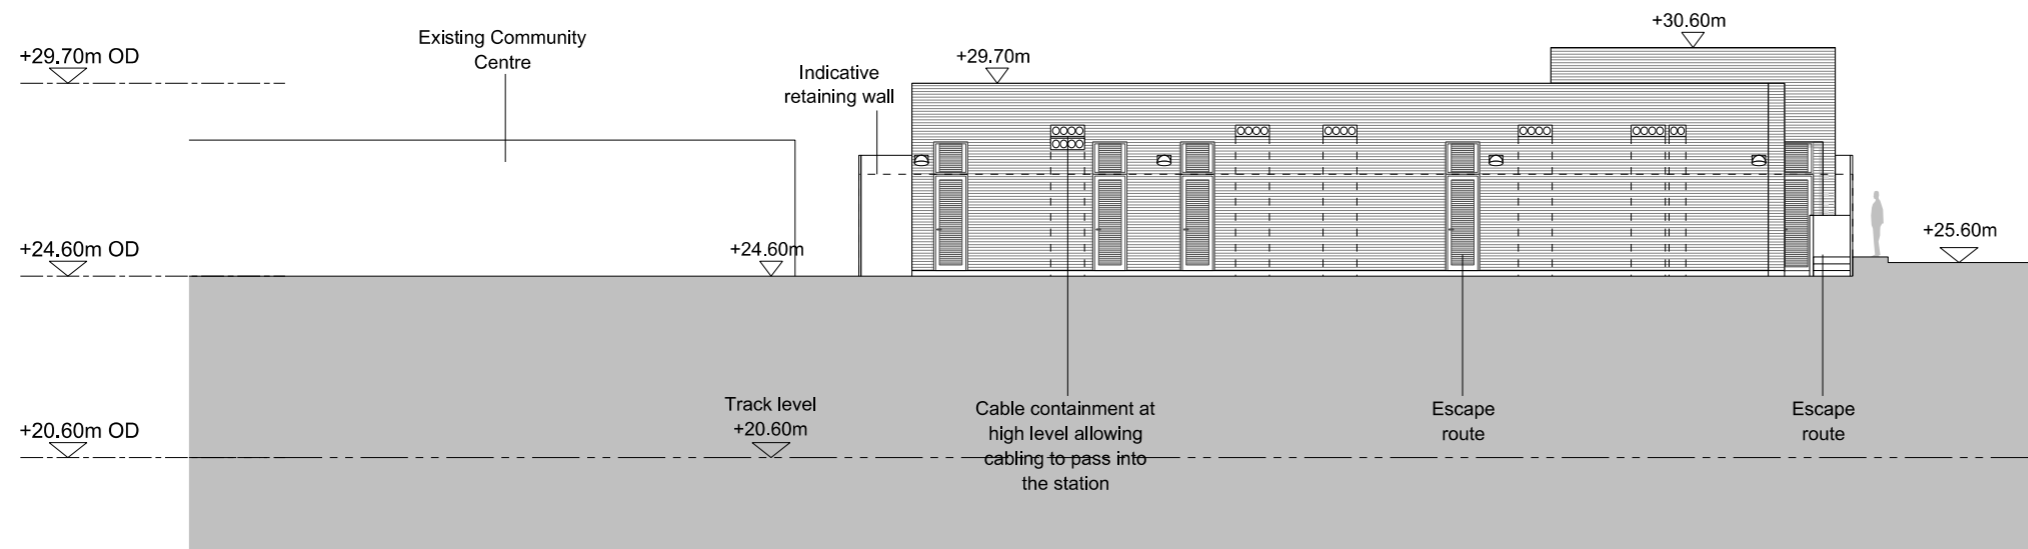 +30.60m
+29.70m OD
Existing Community
Centre
+29.70m
Indicative
retaining wall
+24.60m OD
+24.60m
+25.60m
+20.60m OD
Track level
+20.60m
Cable containment at
high level allowing
cabling to pass into
the station
Escape
route
Escape
route